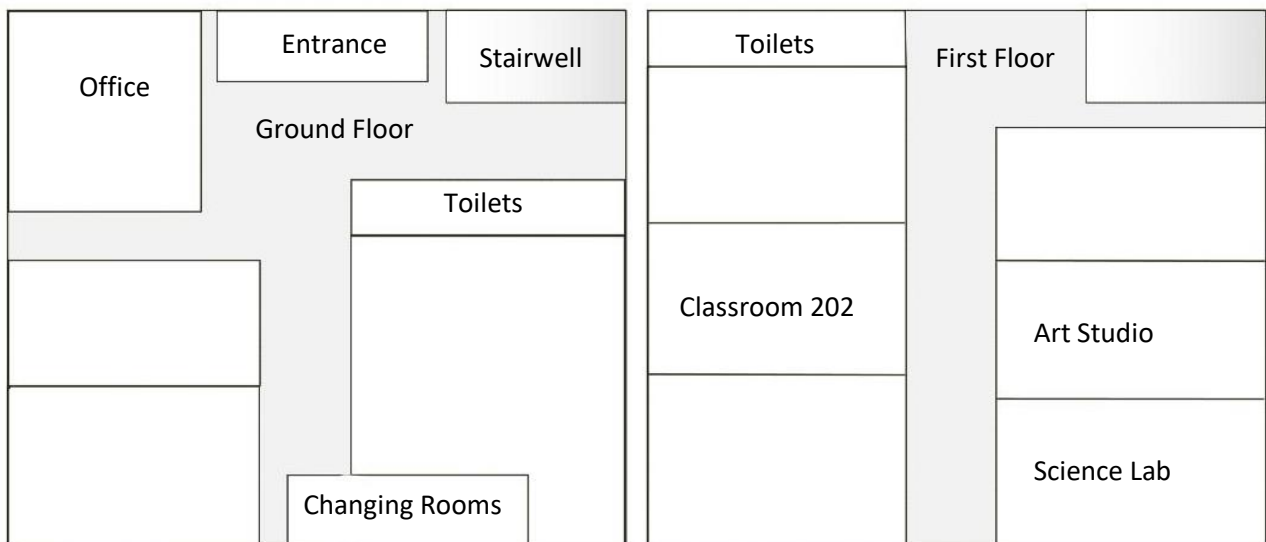 Entrance
Stairwell
Office
Ground Floor
Toilets
Changing Rooms
Toilets
First Floor
Classroom 202
Art Studio
Science Lab